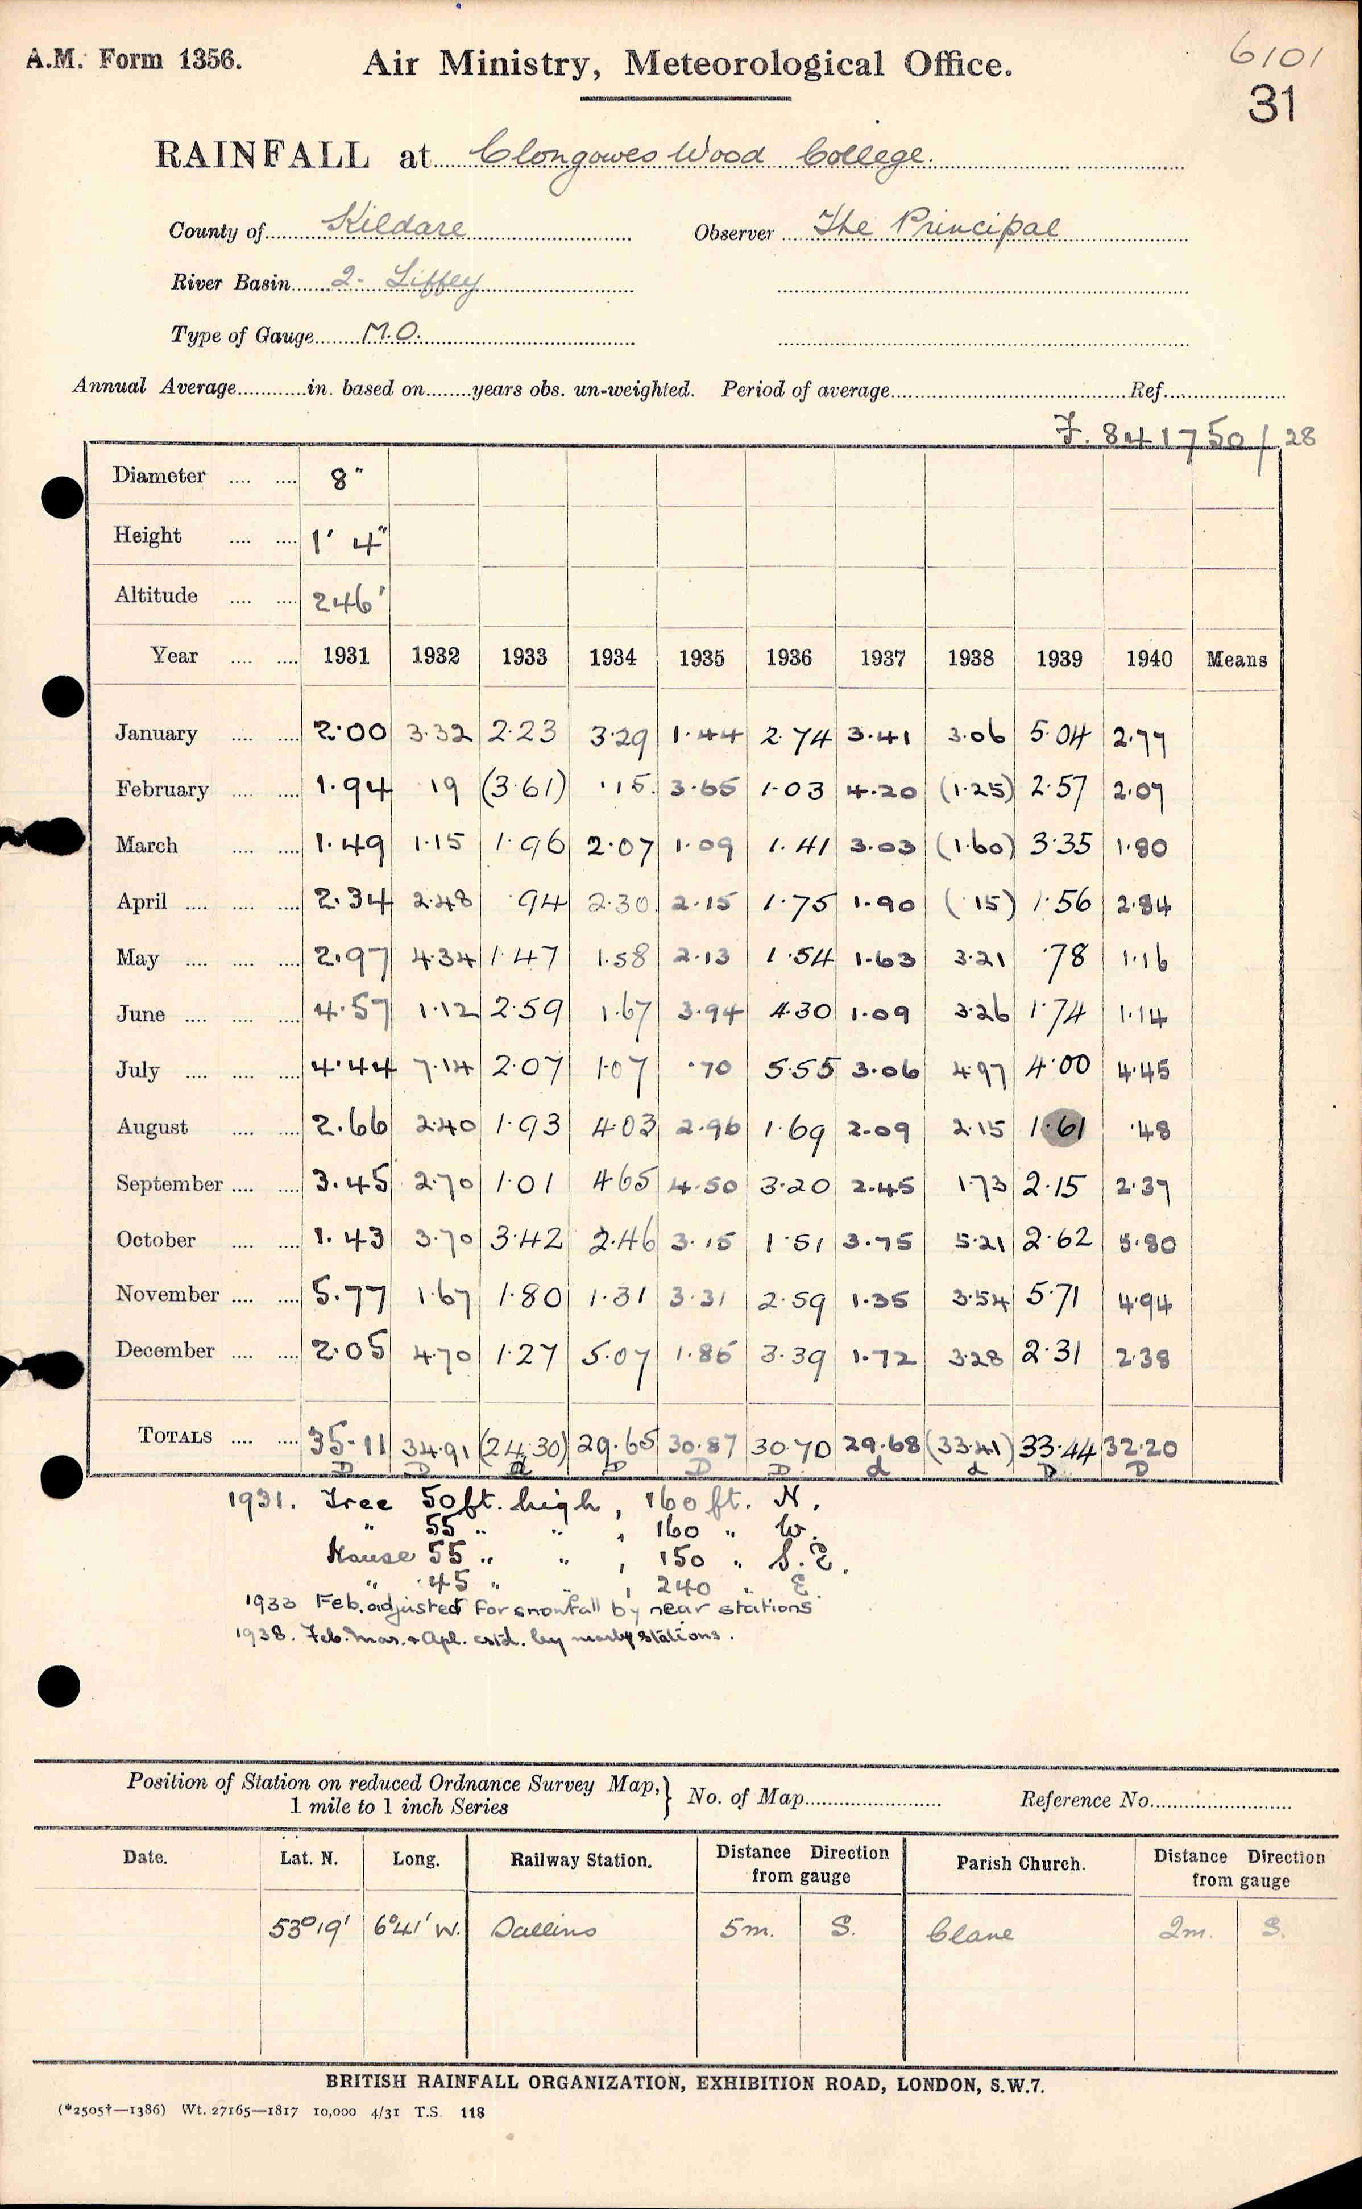 A.M. Form 1356.
Air Ministry, Meteorological Office.
6101
31
RAINFALL at Clongowes Wood College.
County of Kildare Observer The Principal
River Basin 2. Liffey
Type of Gauge M.O.
Annual Average in. based on years obs. un-weighted. Period of average Ref.
F. 841750/28
Diameter 8"
Height 1' 4"
Altitude 246'
Year 1931 1932 1933 1934 1935 1936 1937 1938 1939 1940 Means
January 2.00 3.32 2.23 3.29 1.44 2.74 3.41 3.06 5.04 2.77
February 1.94 19 (3.61) .15 3.65 1.03 4.20 (1.25) 2.57 2.07
March 1.49 1.15 1.96 2.07 1.09 1.41 3.03 (1.60) 3.35 1.80
April 2.34 2.48 .94 2.30 2.15 1.75 1.90 (15) 1.56 2.84
May 2.97 4.34 1.47 1.58 2.13 1.54 1.63 3.21 .78 1.16
June 4.57 1.12 2.59 1.67 3.94 4.30 1.09 3.26 1.74 1.14
July 4.44 7.14 2.07 1.07 .70 5.55 3.06 4.97 4.00 4.45
August 2.66 2.40 1.93 4.03 2.96 1.69 2.09 2.15 1.61 .48
September 3.45 2.70 1.01 4.65 4.50 3.20 2.45 1.73 2.15 2.37
October 1.43 3.70 3.42 2.46 3.15 1.51 3.75 5.21 2.62 5.80
November 5.77 1.67 1.80 1.31 3.31 2.59 1.35 3.54 5.71 4.94
December 2.05 4.70 1.27 5.07 1.85 3.39 1.72 3.28 2.31 2.38
TOTALS 35.11 34.91 (24.30) 29.65 30.87 30.70 29.68 (33.41) 33.44 32.20
D D d D D D d d D D
1931. Tree 50ft. high, 160ft. N.
" 55 " " , 160 " W.
House 55 " " , 150 " S.E.
" 45 " " , 240 " E
1933 Feb. adjusted for snowfall by near stations
1938. Feb. Mar. + Apl. estd. by nearby stations.
Position of Station on reduced Ordnance Survey Map, } No. of Map Reference No.
1 mile to 1 inch Series
Date. Lat. N. Long. Railway Station. Distance Direction from gauge Parish Church. Distance Direction from gauge
53°19' 6°41' W. Sallins 5m. S. Clane 2m. S.
BRITISH RAINFALL ORGANIZATION, EXHIBITION ROAD, LONDON, S.W.7.
(*2505†—1386) Wt. 27165—1817 10,000 4/31 T.S. 118